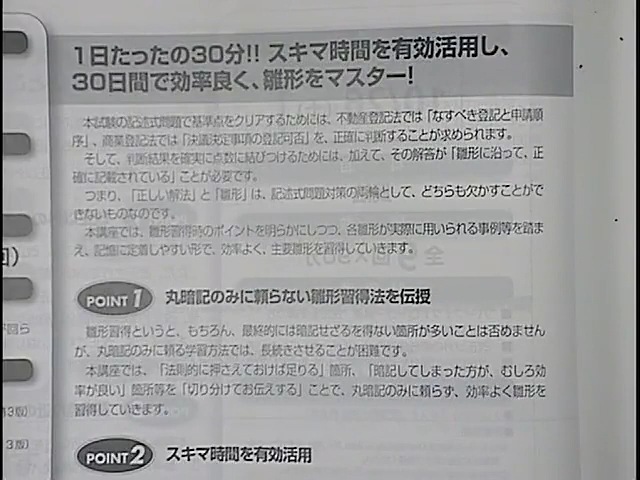 1日たったの30分!! スキマ時間を有効活用し、
30日間で効率良く、雛形をマスター!
本試験の記述式問題で基準点をクリアするためには、不動産登記法では「なすべき登記と申請順
序」、商業登記法では「決議決定事項の登記可否」を、正確に判断することが求められます。
そして、判断結果を確実に点数に結びつけるためには、加えて、その解答が「雛形に沿って、正
確に記載されている」ことが必要です。
つまり、「正しい解法」と「雛形」は、記述式問題対策の両輪として、どちらも欠かすことがで
きないものなのです。
本講座では、雛形習得時のポイントを明らかにしつつ、各雛形が実際に用いられる事例等を踏ま
え、記憶に定着しやすい形で、効率よく、主要雛形を習得していきます。
POINT 1 丸暗記のみに頼らない雛形習得法を伝授
雛形習得というと、もちろん、最終的には暗記せざるを得ない箇所が多いことは否めません
が、丸暗記のみに頼る学習方法では、長続きさせることが困難です。
本講座では、「法則的に押さえておけば足りる」箇所、「暗記してしまった方が、むしろ効
率が良い」箇所等を「切り分けてお伝えする」ことで、丸暗記のみに頼らず、効率よく雛形を
習得していきます。
POINT 2 スキマ時間を有効活用